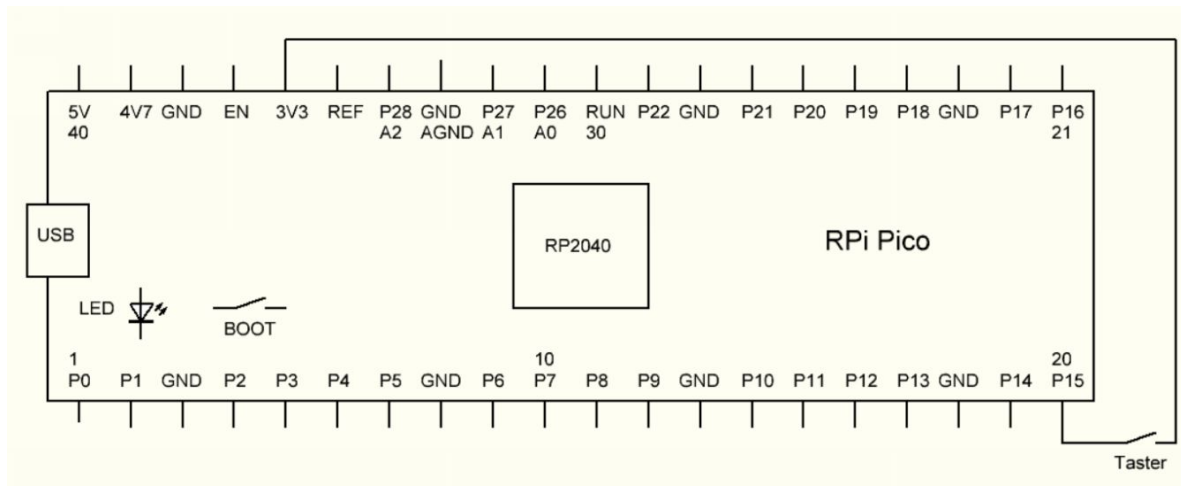 5V 4V7 GND EN 3V3 REF P28 GND P27 P26 RUN P22 GND P21 P20 P19 P18 GND P17 P16
40 A2 AGND A1 A0 30 21
USB
RP2040
RPi Pico
LED
BOOT
1 10 20
P0 P1 GND P2 P3 P4 P5 GND P6 P7 P8 P9 GND P10 P11 P12 P13 GND P14 P15
Taster